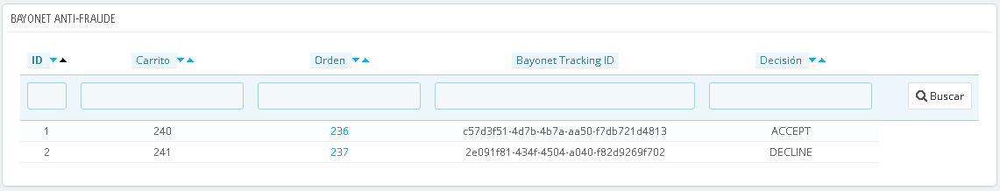 BAYONET ANTI-FRAUDE
ID Carrito Orden Bayonet Tracking ID Decisión
Buscar
1 240 236 c57d3f51-4d7b-4b7a-aa50-f7db721d4813 ACCEPT
2 241 237 2e091f81-434f-4504-a040-f82d9269f702 DECLINE